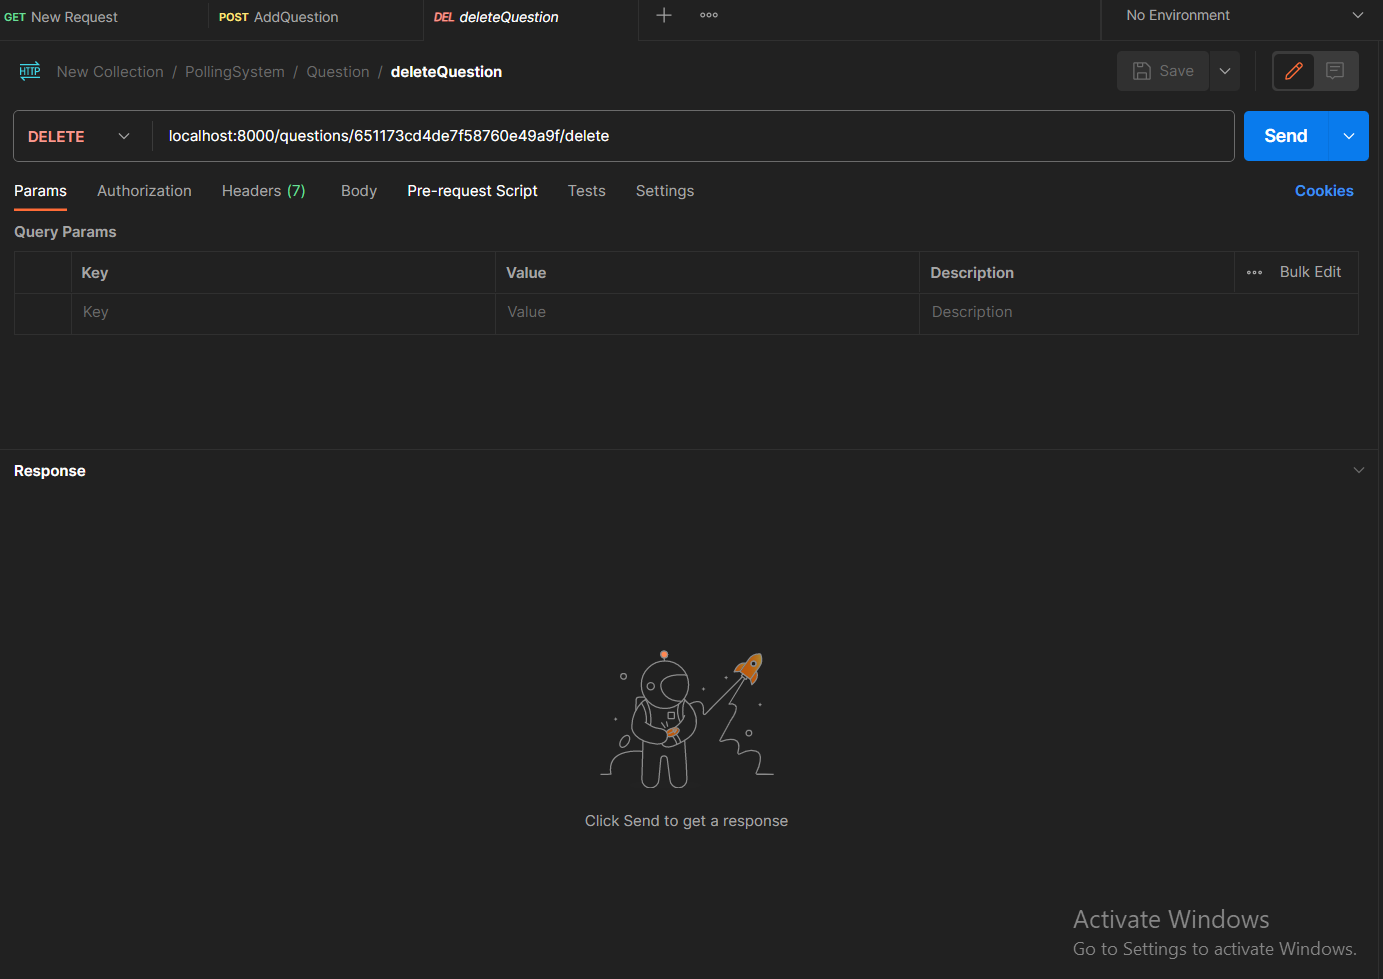 GET New Request POST AddQuestion DEL deleteQuestion No Environment
HTTP New Collection / PollingSystem / Question / deleteQuestion Save
DELETE localhost:8000/questions/651173cd4de7f58760e49a9f/delete Send
Params Authorization Headers (7) Body Pre-request Script Tests Settings Cookies
Query Params
Key Value Description Bulk Edit
Key Value Description
Response
Click Send to get a response
Activate Windows
Go to Settings to activate Windows.